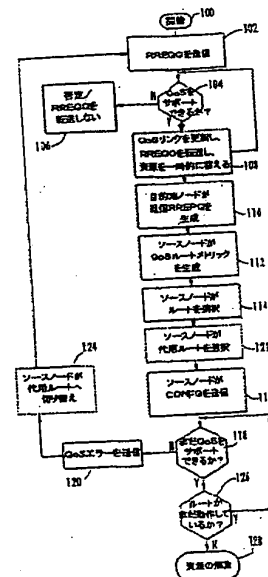 開始
100
102
RREQQを送信
104
QoSを
サポート
できるか?
N
Y
否定/
RREQQを
転送しない
106
QoSリンクを更新し、
RREQQを転送し、
資源を一時的に蓄える
108
目的地ノードが
返信RREPQを
生成
110
ソースノードが
QoSルートメトリック
を生成
112
ソースノードが
ルートを選択
114
ソースノードが
代用ルートを選択
122
124
ソースノードが
代用ルートへ
切り替え
ソースノードが
CONFQを送信
118
まだQoSを
サポート
できるか?
N
QoSエラーを送信
120
Y
126
ルートが
まだ動作して
いるか?
Y
N
資源の解放
128